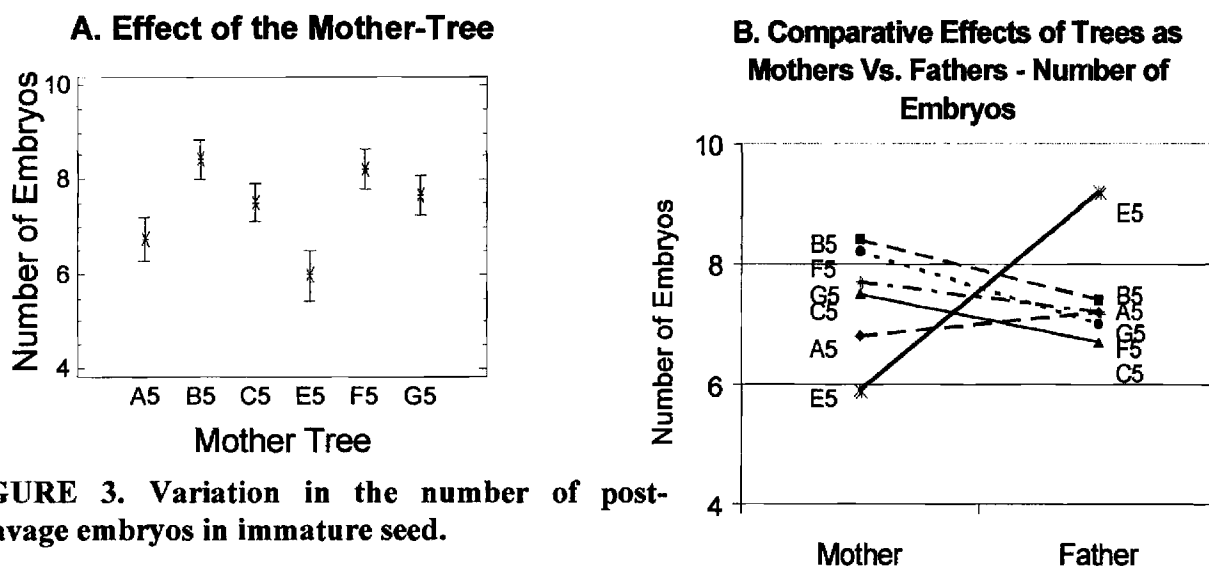 A. Effect of the Mother-Tree
10
8
6
4
Number of Embryos
A5 B5 C5 E5 F5 G5
Mother Tree
GURE 3. Variation in the number of post-
avage embryos in immature seed.
B. Comparative Effects of Trees as
Mothers Vs. Fathers - Number of
Embryos
10
8
6
4
Number of Embryos
B5
F5
G5
C5
A5
E5
E5
B5
A5
G5
F5
C5
Mother Father